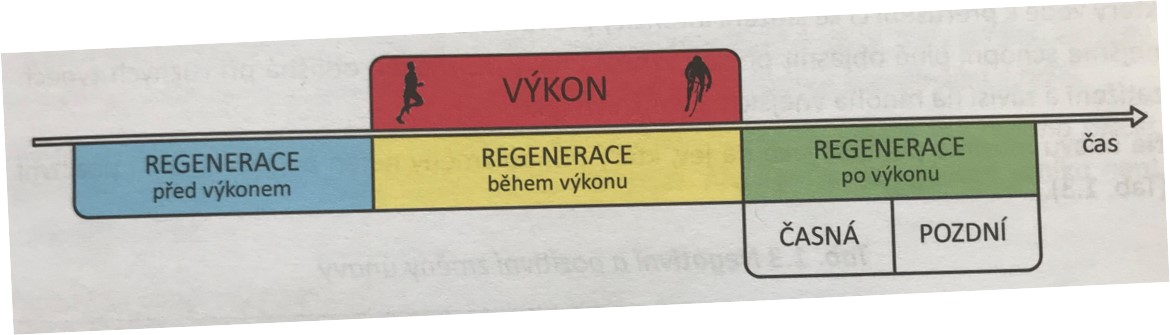 VÝKON
REGENERACE
před výkonem
REGENERACE
během výkonu
REGENERACE
po výkonu
čas
ČASNÁ
POZDNÍ